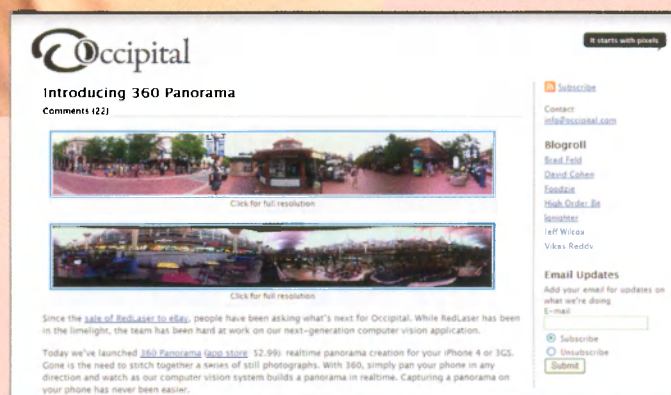 Occipital
It starts with pixels
Introducing 360 Panorama
Comments (22)
Click for full resolution
Click for full resolution
Since the sale of RedLaser to eBay, people have been asking what's next for Occipital. While RedLaser has been
in the limelight, the team has been hard at work on our next-generation computer vision application.
Today we've launched 360 Panorama (app store: $2.99): realtime panorama creation for your iPhone 4 or 3GS.
Gone is the need to stitch together a series of still photographs. With 360, simply pan your phone in any
direction and watch as our computer vision system builds a panorama in realtime. Capturing a panorama on
your phone has never been easier.
Subscribe
Contact
info@occipital.com
Blogroll
Brad Feld
David Cohen
Foodzie
High Order Bit
Ignighter
Jeff Wilcox
Vikas Reddy
Email Updates
Add your email for updates on
what we're doing
E-mail
Subscribe
Unsubscribe
Submit